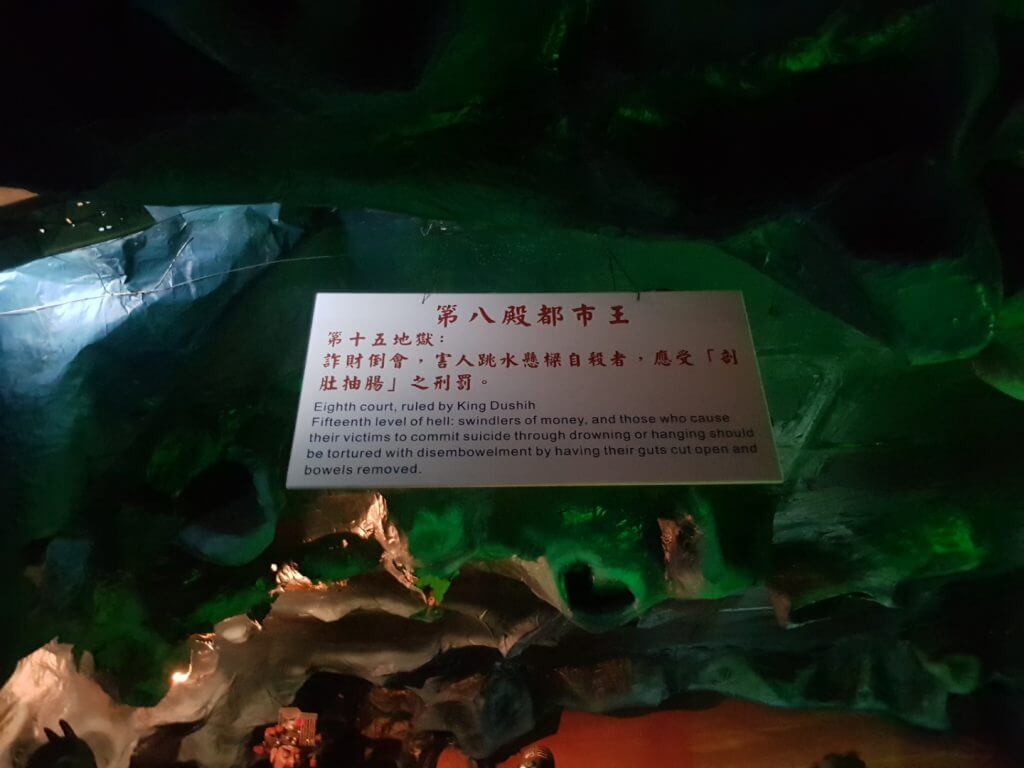 第八殿都市王
第十五地獄：
詐財倒會，害人跳水懸樑自殺者，應受「剖
肚抽腸」之刑罰。
Eighth court, ruled by King Dushih
Fifteenth level of hell: swindlers of money, and those who cause
their victims to commit suicide through drowning or hanging should
be tortured with disembowelment by having their guts cut open and
bowels removed.